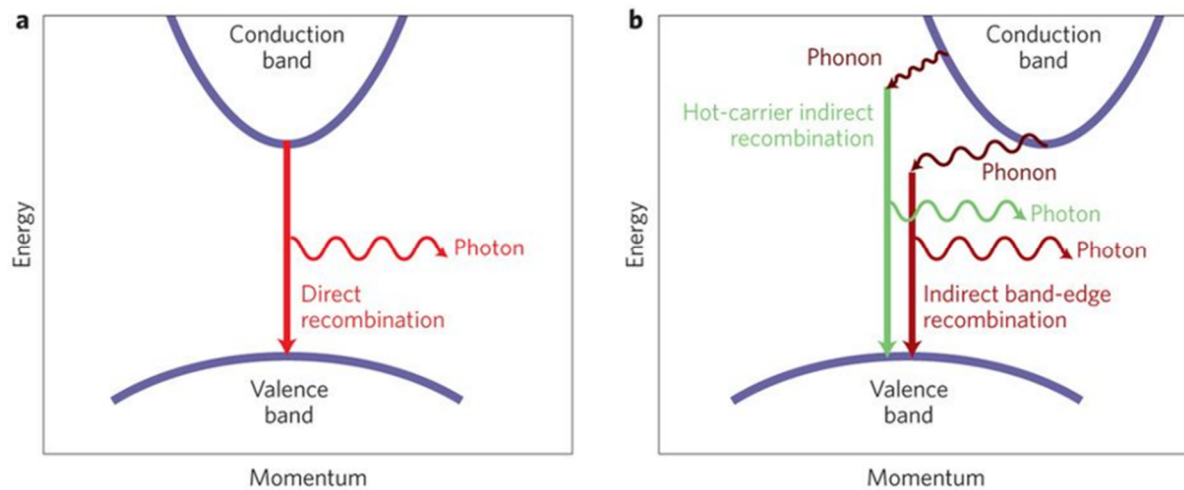 a
Conduction
band
Energy
Photon
Direct
recombination
Valence
band
Momentum
b
Conduction
band
Phonon
Hot-carrier indirect
recombination
Phonon
Energy
Photon
Photon
Indirect band-edge
recombination
Valence
band
Momentum